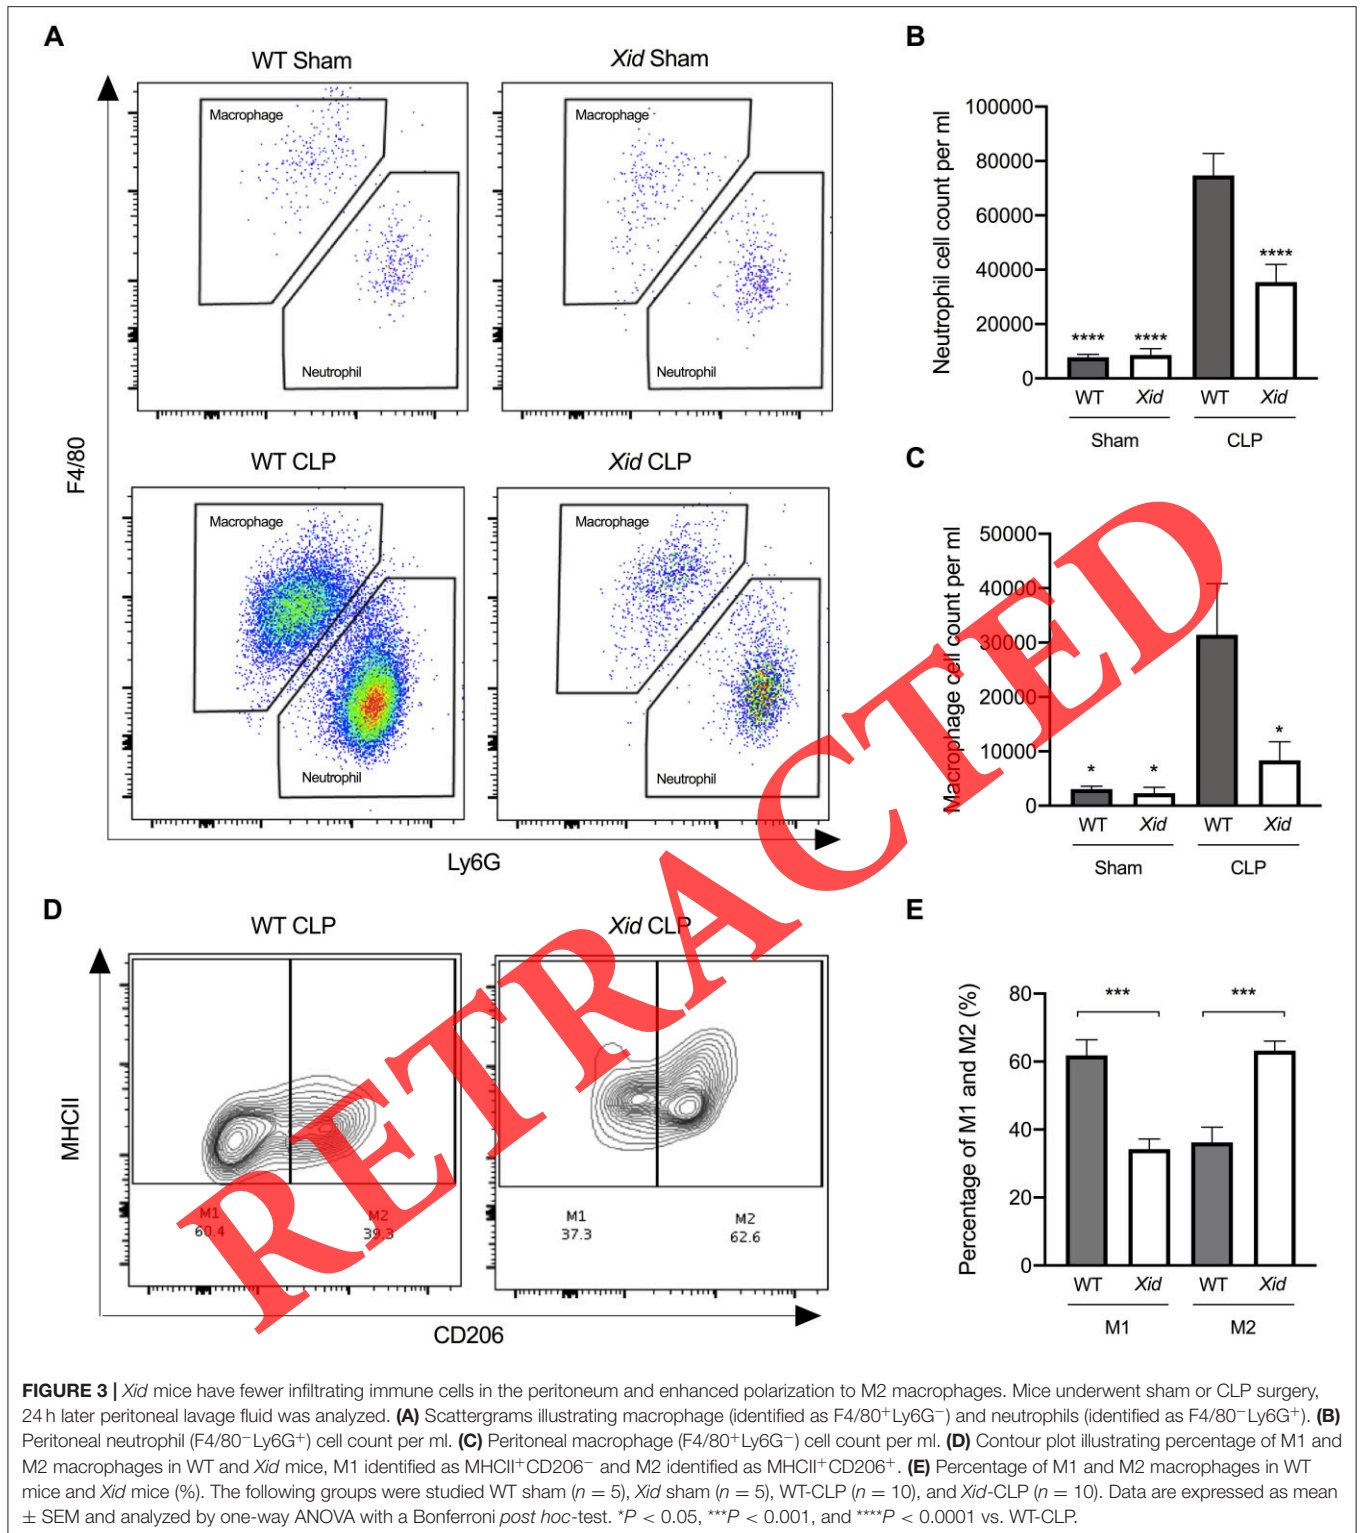 A
WT Sham
Xid Sham
Macrophage
Neutrophil
Macrophage
Neutrophil
WT CLP
Xid CLP
Macrophage
Neutrophil
Macrophage
Neutrophil
F4/80
Ly6G
B
Neutrophil cell count per ml
100000
80000
60000
40000
20000
0
****
****
****
WT
Xid
WT
Xid
Sham
CLP
C
Macrophage cell count per ml
50000
40000
30000
20000
10000
0
*
*
*
WT
Xid
WT
Xid
Sham
CLP
D
WT CLP
Xid CLP
MHCII
M1
60.4
M2
39.3
M1
37.3
M2
62.6
CD206
E
Percentage of M1 and M2 (%)
80
60
40
20
0
***
***
WT
Xid
WT
Xid
M1
M2
RETRACTED
FIGURE 3 | Xid mice have fewer infiltrating immune cells in the peritoneum and enhanced polarization to M2 macrophages. Mice underwent sham or CLP surgery,
24 h later peritoneal lavage fluid was analyzed. (A) Scattergrams illustrating macrophage (identified as F4/80⁺Ly6G⁻) and neutrophils (identified as F4/80⁻Ly6G⁺). (B)
Peritoneal neutrophil (F4/80⁻Ly6G⁺) cell count per ml. (C) Peritoneal macrophage (F4/80⁺Ly6G⁻) cell count per ml. (D) Contour plot illustrating percentage of M1 and
M2 macrophages in WT and Xid mice, M1 identified as MHCII⁺CD206⁻ and M2 identified as MHCII⁺CD206⁺. (E) Percentage of M1 and M2 macrophages in WT
mice and Xid mice (%). The following groups were studied WT sham (n = 5), Xid sham (n = 5), WT-CLP (n = 10), and Xid-CLP (n = 10). Data are expressed as mean
± SEM and analyzed by one-way ANOVA with a Bonferroni post hoc-test. *P < 0.05, ***P < 0.001, and ****P < 0.0001 vs. WT-CLP.